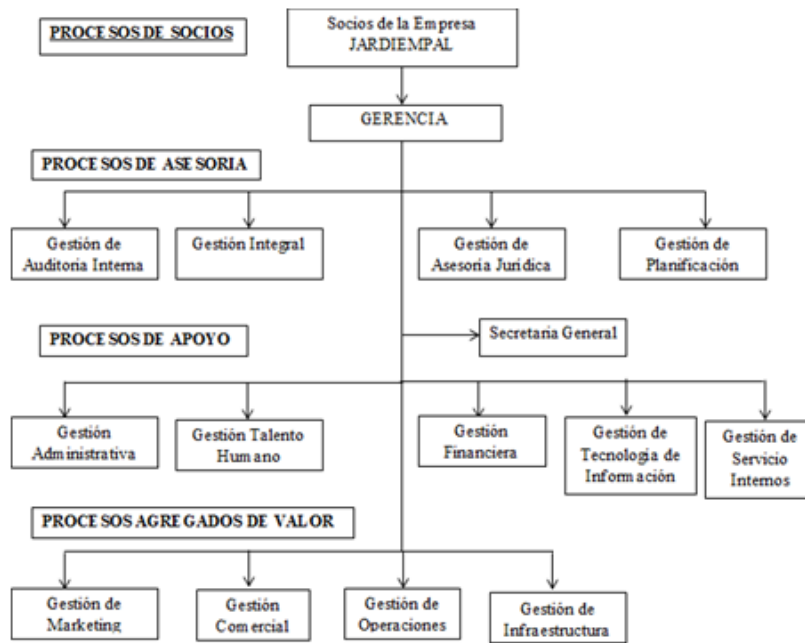 PROCESOS DE SOCIOS
Socios de la Empresa
JARDIEMPAL
GERENCIA
PROCESOS DE ASESORIA
Gestión de
Auditoria Interna
Gestión Integral
Gestión de
Asesoría Jurídica
Gestión de
Planificación
Secretaria General
PROCESOS DE APOYO
Gestión
Administrativa
Gestión Talento
Humano
Gestión
Financiera
Gestión de
Tecnología de
Información
Gestión de
Servicio
Internos
PROCESOS AGREGADOS DE VALOR
Gestión de
Marketing
Gestión
Comercial
Gestión de
Operaciones
Gestión de
Infraestructura